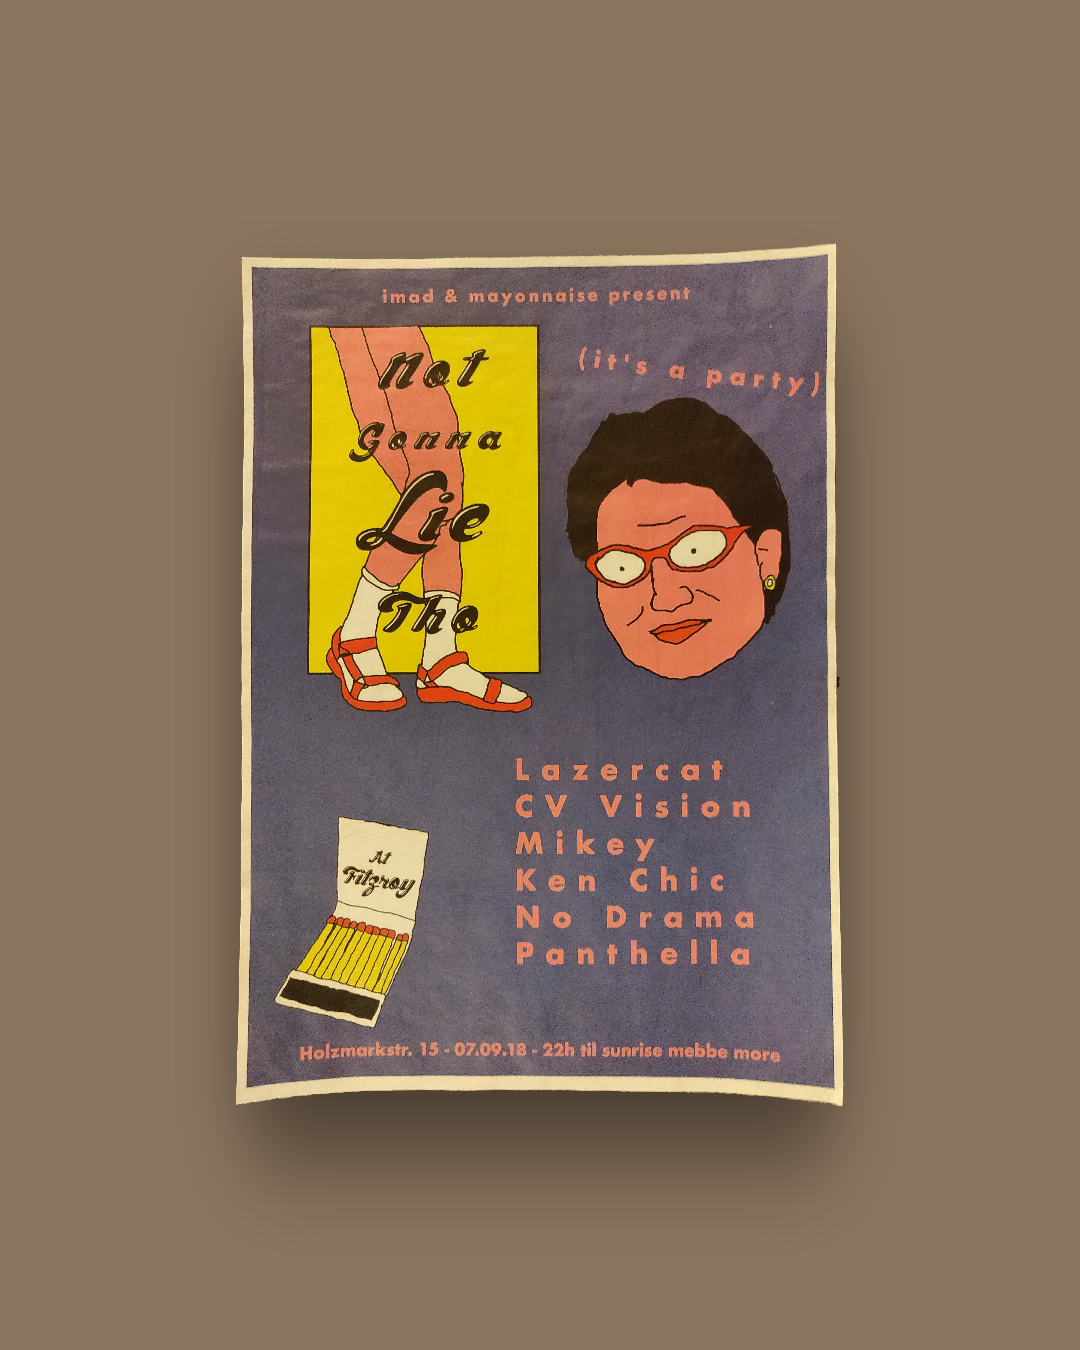 imad & mayonnaise present
Not
Gonna
Lie
Tho
(it's a party)
Lazercat
CV Vision
Mikey
Ken Chic
No Drama
Panthella
At
Fitzroy
Holzmarkstr. 15 - 07.09.18 - 22h til sunrise mebbe more